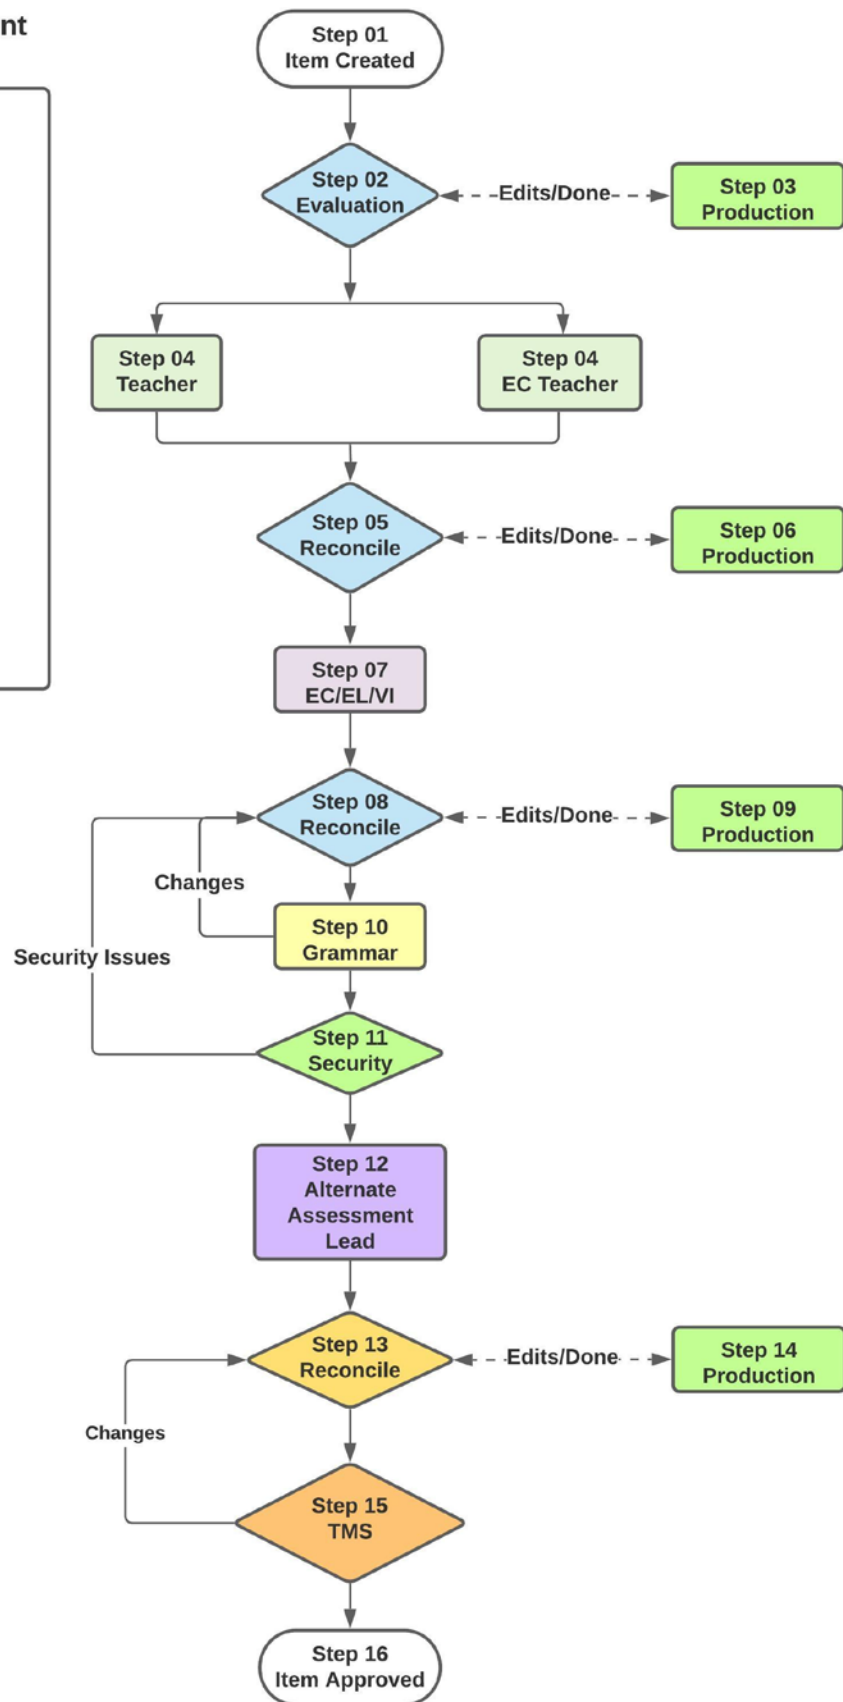 nt
Step 01
Item Created
Step 02
Evaluation
Edits/Done
Step 03
Production
Step 04
Teacher
Step 04
EC Teacher
Step 05
Reconcile
Edits/Done
Step 06
Production
Step 07
EC/EL/VI
Step 08
Reconcile
Edits/Done
Step 09
Production
Changes
Step 10
Grammar
Security Issues
Step 11
Security
Step 12
Alternate
Assessment
Lead
Step 13
Reconcile
Edits/Done
Step 14
Production
Changes
Step 15
TMS
Step 16
Item Approved